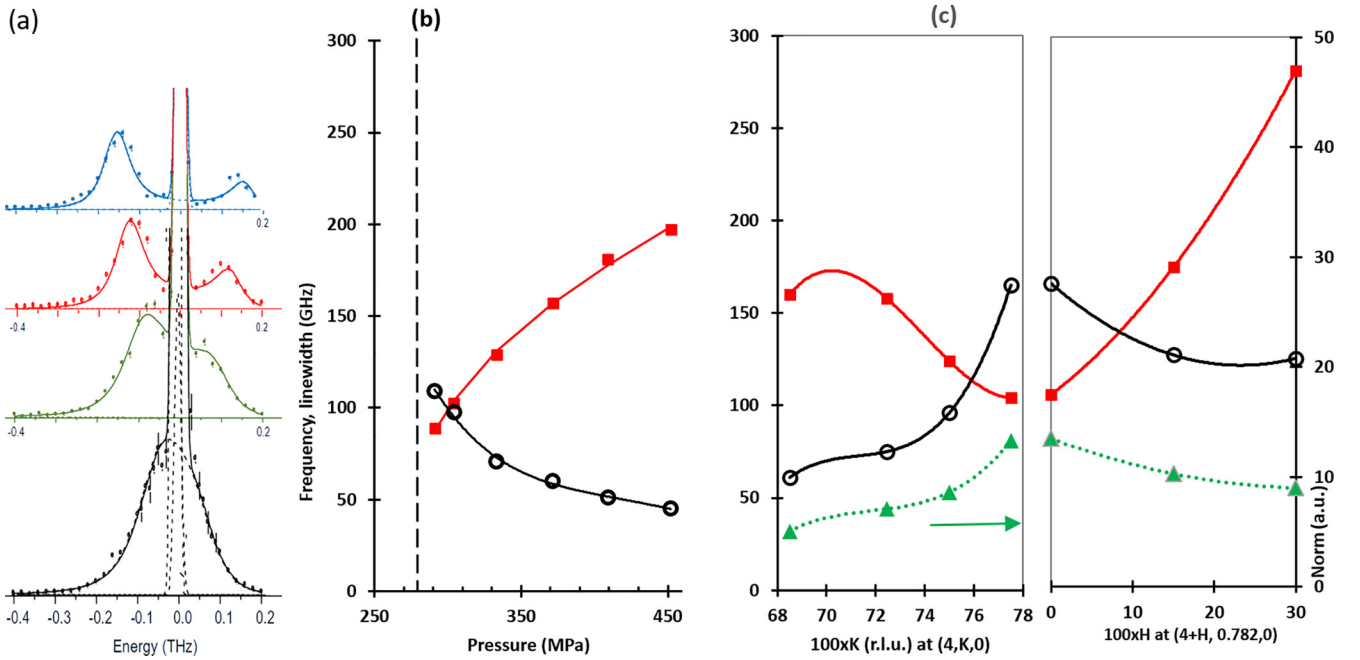 (a)
0.2
-0.4
0.2
-0.4
0.2
-0.4 -0.3 -0.2 -0.1 0.0 0.1 0.2
Energy (THz)
(b)
Frequency, linewidth (GHz)
300
250
200
150
100
50
0
250 350 450
Pressure (MPa)
(c)
300
250
200
150
100
50
0
68 70 72 74 76 78
100xK (r.l.u.) at (4,K,0)
0 10 20 30
100xH at (4+H, 0.782,0)
50
40
30
20
10
0
Norm (a.u.)